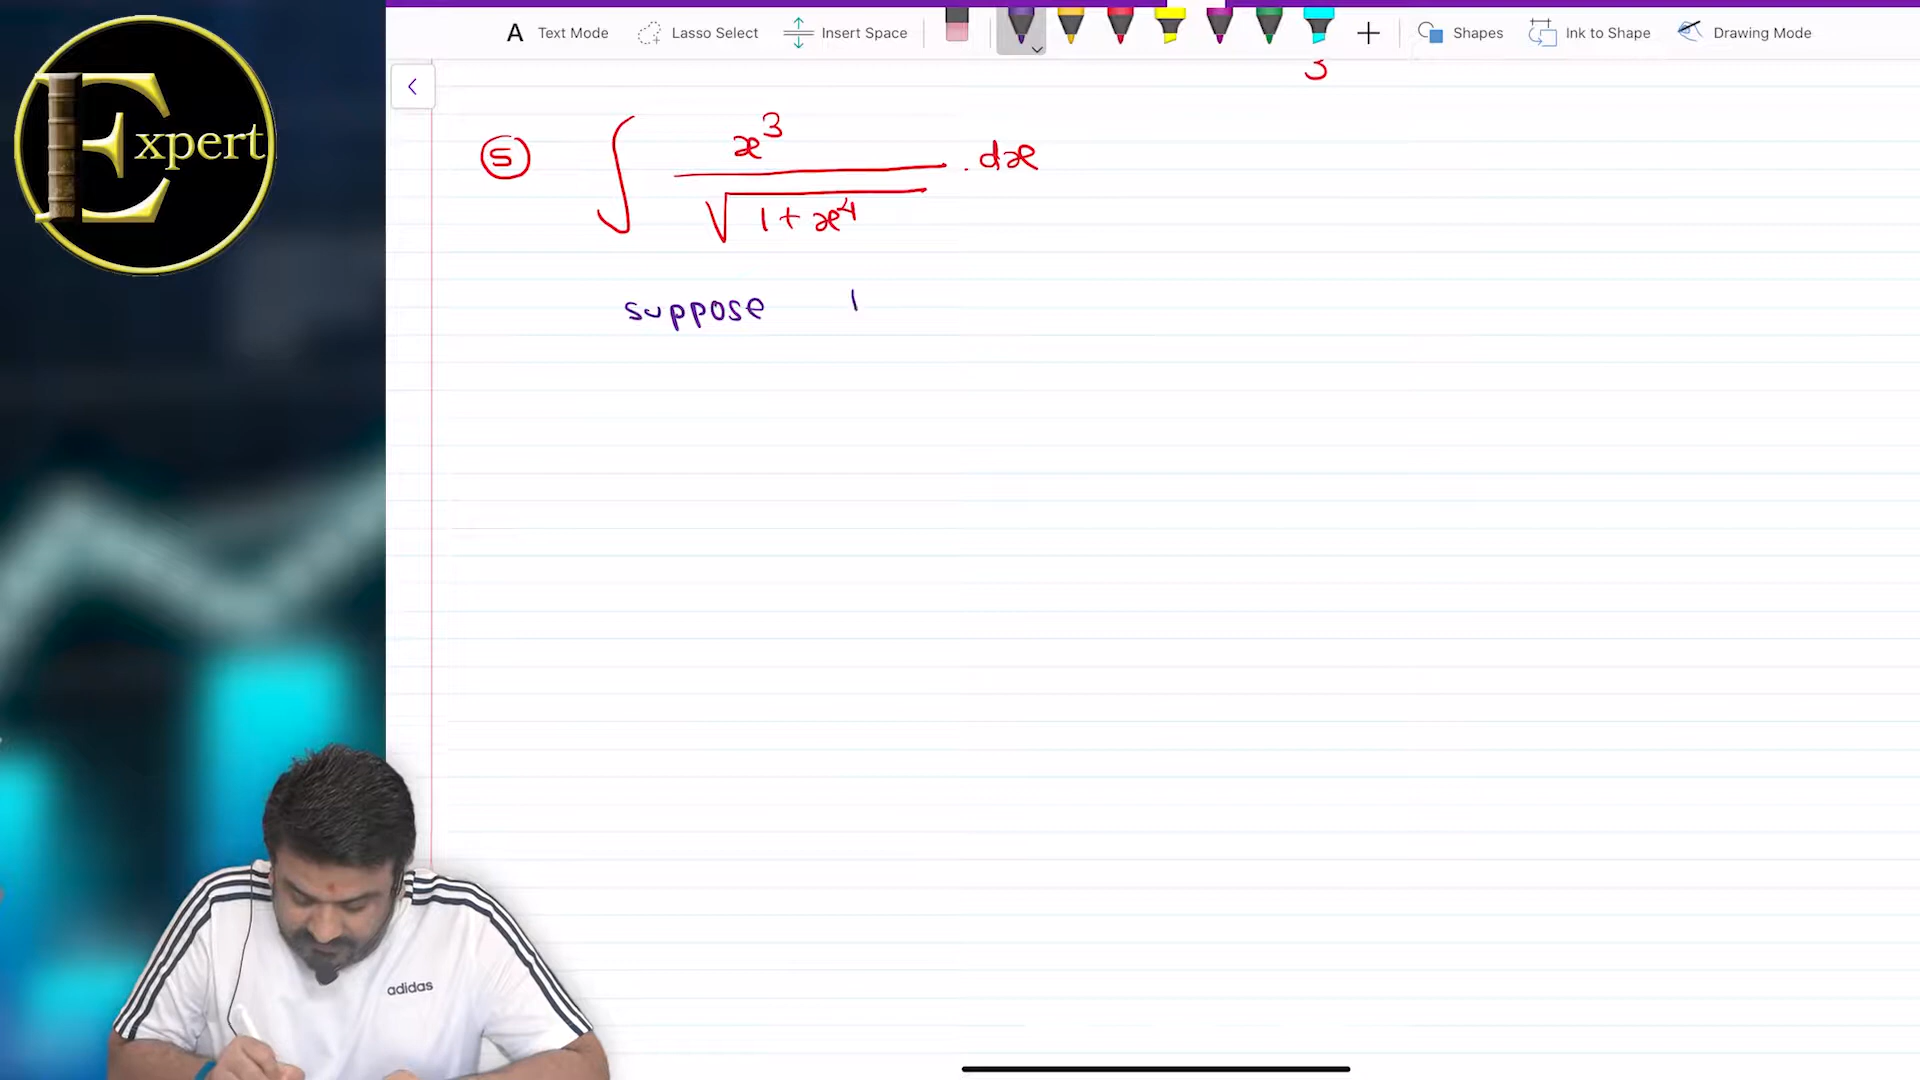 Expert
A Text Mode Lasso Select Insert Space Shapes Ink to Shape Drawing Mode
5
⑤ ∫ x³ / √(1 + x⁴) . dx
suppose 1
adidas